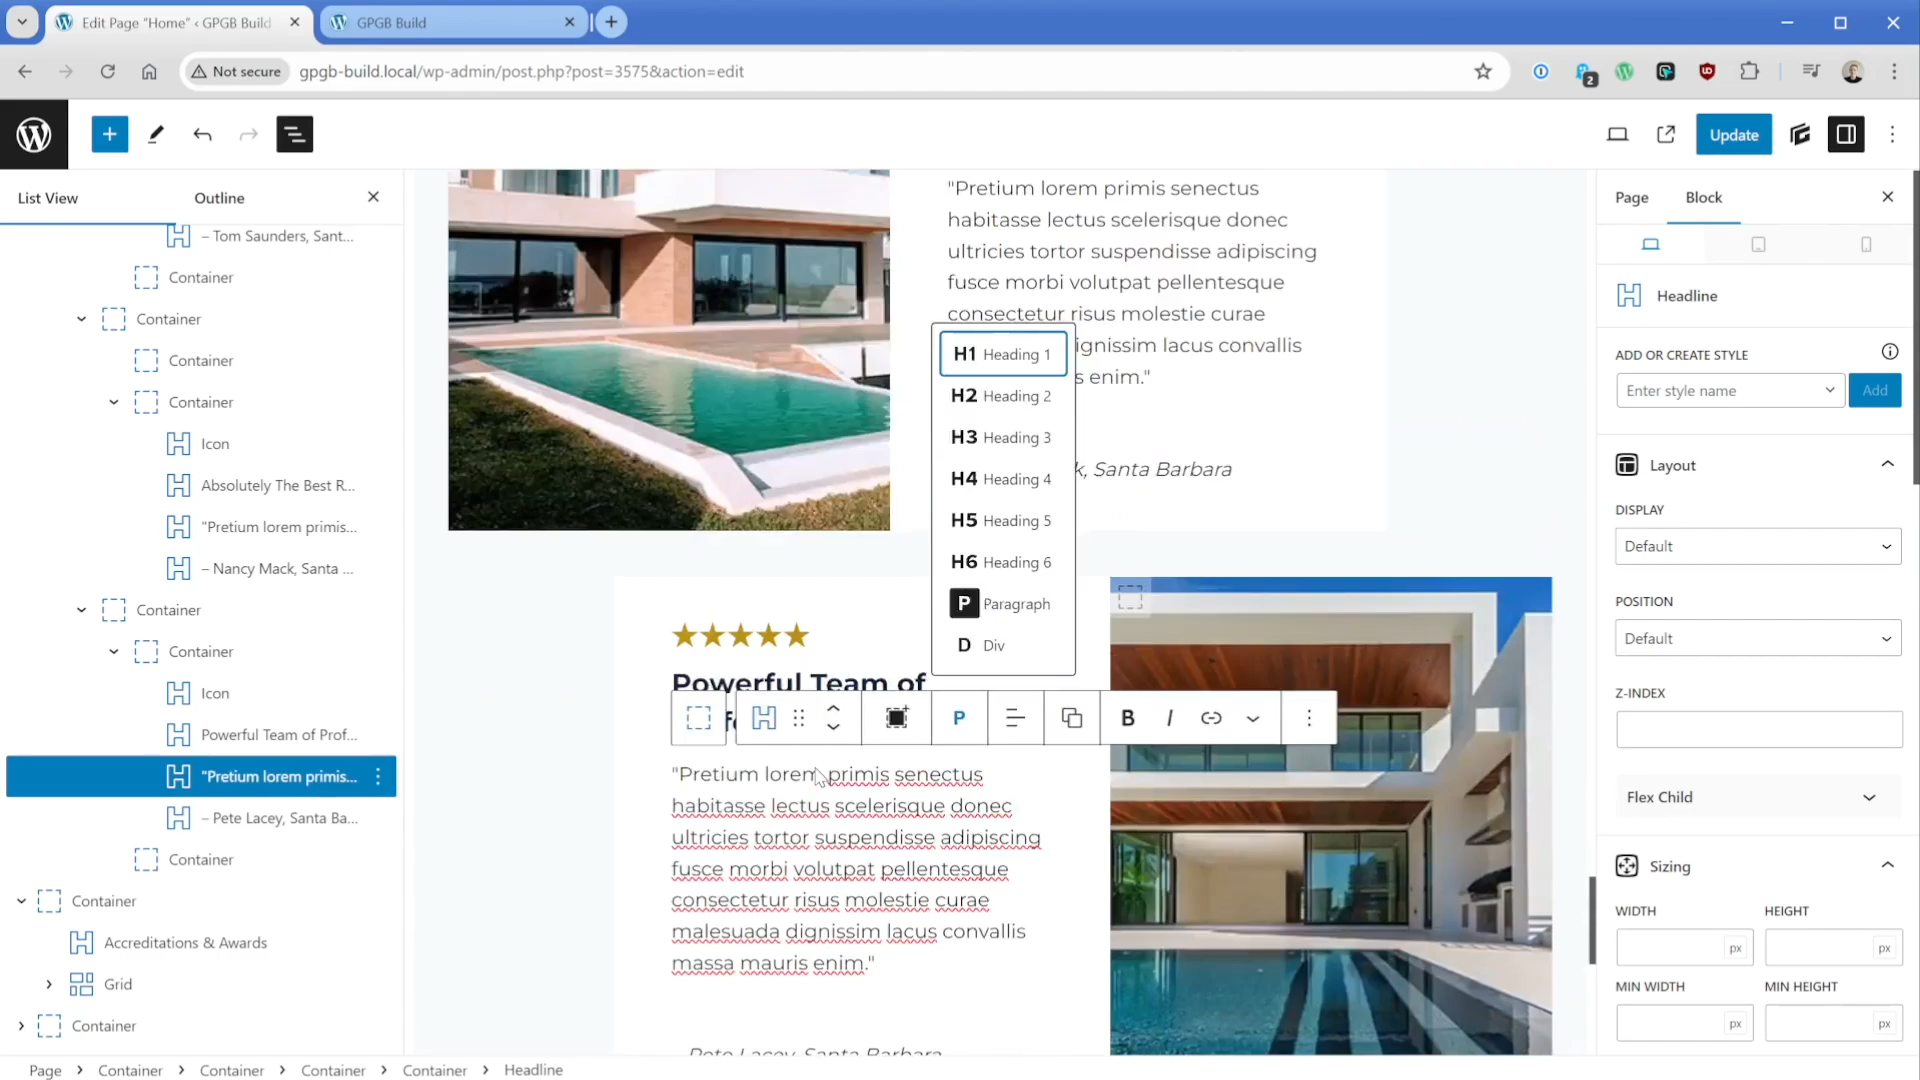 Edit Page “Home” ‹ GPGB Build
GPGB Build
Not secure
gpgb-build.local/wp-admin/post.php?post=3575&action=edit
2
Update
List View
Outline
– Tom Saunders, Sant...
Container
Container
Container
Container
Icon
Absolutely The Best R...
"Pretium lorem primis...
– Nancy Mack, Santa ...
Container
Container
Icon
Powerful Team of Prof...
"Pretium lorem primis...
– Pete Lacey, Santa Ba...
Container
Container
Accreditations & Awards
Grid
Container
"Pretium lorem primis senectus
habitasse lectus scelerisque donec
ultricies tortor suspendisse adipiscing
fusce morbi volutpat pellentesque
consectetur risus molestie curae
ignissim lacus convallis
s enim."
k, Santa Barbara
H1 Heading 1
H2 Heading 2
H3 Heading 3
H4 Heading 4
H5 Heading 5
H6 Heading 6
P Paragraph
D Div
Powerful Team of
P
B
I
"Pretium lorem primis senectus
habitasse lectus scelerisque donec
ultricies tortor suspendisse adipiscing
fusce morbi volutpat pellentesque
consectetur risus molestie curae
malesuada dignissim lacus convallis
massa mauris enim."
Pete Lacey, Santa Barbara
Page
Block
Headline
ADD OR CREATE STYLE
Enter style name
Add
Layout
DISPLAY
Default
POSITION
Default
Z-INDEX
Flex Child
Sizing
WIDTH
HEIGHT
px
px
MIN WIDTH
MIN HEIGHT
px
px
Page
Container
Container
Container
Container
Headline